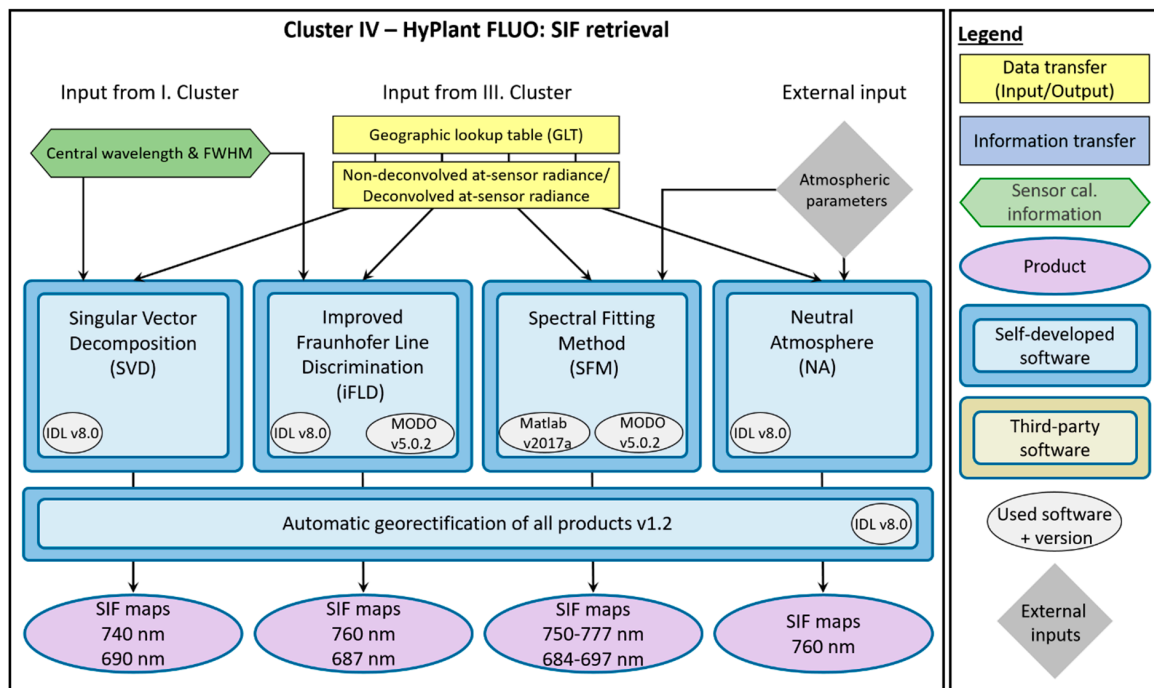 Cluster IV – HyPlant FLUO: SIF retrieval
Input from I. Cluster
Input from III. Cluster
External input
Central wavelength & FWHM
Geographic lookup table (GLT)
Non-deconvolved at-sensor radiance/
Deconvolved at-sensor radiance
Atmospheric
parameters
Singular Vector
Decomposition
(SVD)
IDL v8.0
Improved
Fraunhofer Line
Discrimination
(iFLD)
IDL v8.0
MODO
v5.0.2
Spectral Fitting
Method
(SFM)
Matlab
v2017a
MODO
v5.0.2
Neutral
Atmosphere
(NA)
IDL v8.0
Automatic georectification of all products v1.2
IDL v8.0
SIF maps
740 nm
690 nm
SIF maps
760 nm
687 nm
SIF maps
750-777 nm
684-697 nm
SIF maps
760 nm
Legend
Data transfer
(Input/Output)
Information transfer
Sensor cal.
information
Product
Self-developed
software
Third-party
software
Used software
+ version
External
inputs